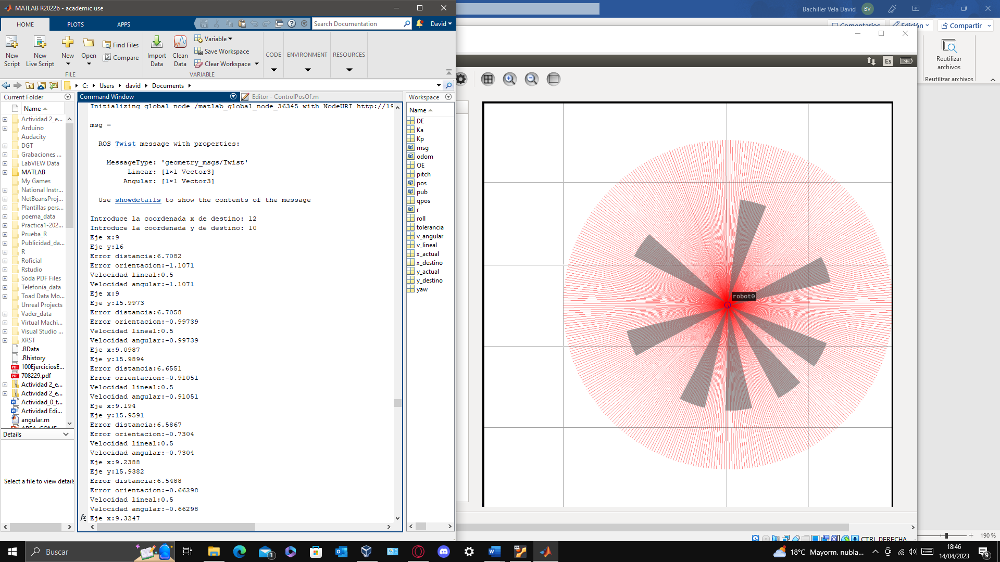 MATLAB R2022b - academic use
HOME
PLOTS
APPS
Search Documentation
David
New Script
New Live Script
New
Open
Find Files
Compare
Import Data
Clean Data
Variable
Save Workspace
Clear Workspace
CODE
ENVIRONMENT
RESOURCES
FILE
VARIABLE
C:
Users
david
Documents
Current Folder
Name
Actividad 2_e...
Arduino
Audacity
DGT
Grabaciones ...
LabVIEW Data
MATLAB
My Games
National Instr...
NetBeansProj...
Plantillas pers...
poema_data
Practica1-202...
Prueba_R
Publicidad_da...
R
Roficial
Rstudio
Soda PDF Files
Telefonía_data
Toad Data Mo...
Unreal Projects
Vader_data
Virtual Machi...
Visual Studio ...
XRST
.RData
.Rhistory
100EjerciciosE...
708229.pdf
Actividad 2_e...
Actividad 2_e...
Actividad_0_t...
Actividad Edi...
angular.m
Details
Select a file to view details
Command Window
Editor - ControlPosOf.m
Initializing global node /matlab_global_node_36345 with NodeURI http://19
msg =
ROS Twist message with properties:
MessageType: 'geometry_msgs/Twist'
Linear: [1×1 Vector3]
Angular: [1×1 Vector3]
Use showdetails to show the contents of the message
Introduce la coordenada x de destino: 12
Introduce la coordenada y de destino: 10
Eje x:9
Eje y:16
Error distancia:6.7082
Error orientacion:-1.1071
Velocidad lineal:0.5
Velocidad angular:-1.1071
Eje x:9
Eje y:15.9973
Error distancia:6.7058
Error orientacion:-0.99739
Velocidad lineal:0.5
Velocidad angular:-0.99739
Eje x:9.0987
Eje y:15.9894
Error distancia:6.6551
Error orientacion:-0.91051
Velocidad lineal:0.5
Velocidad angular:-0.91051
Eje x:9.194
Eje y:15.9591
Error distancia:6.5867
Error orientacion:-0.7304
Velocidad lineal:0.5
Velocidad angular:-0.7304
Eje x:9.2388
Eje y:15.9382
Error distancia:6.5488
Error orientacion:-0.66298
Velocidad lineal:0.5
Velocidad angular:-0.66298
Eje x:9.3247
fx
Workspace
Name
DE
Ka
Kp
msg
odom
OE
pitch
pos
pub
qpos
r
roll
tolerancia
v_angular
v_lineal
x_actual
x_destino
y_actual
y_destino
yaw
Bachiller Vela David
BV
Comentarios
Edición
Compartir
Reutilizar archivos
Reutilizar archivos
Es
robot0
CTRL DERECHA
190 %
Buscar
1
18°C Mayorm. nubla...
18:46
14/04/2023
9